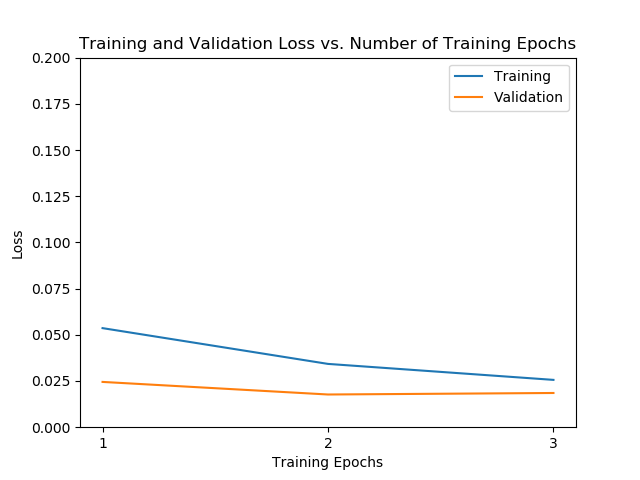 Training and Validation Loss vs. Number of Training Epochs
0.200
0.175
0.150
0.125
0.100
0.075
0.050
0.025
0.000
Loss
Training
Validation
1 2 3
Training Epochs